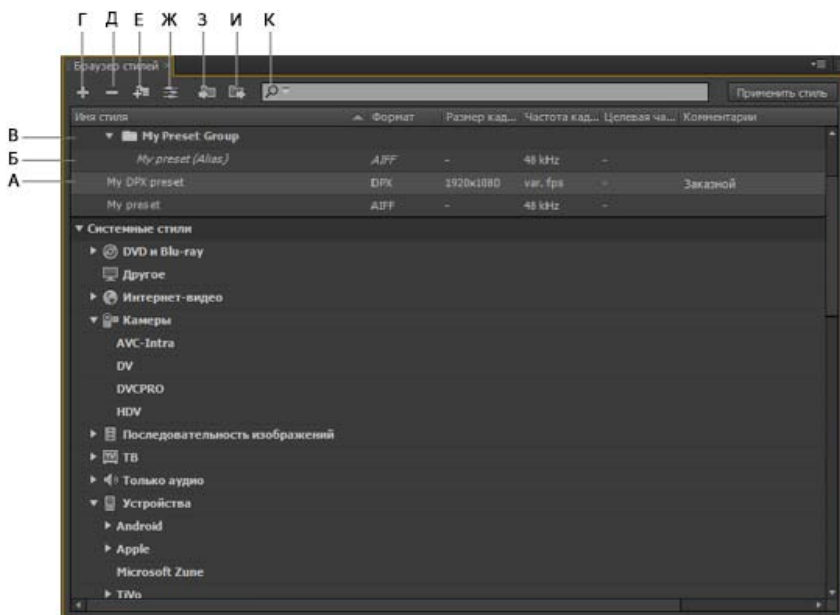 Г Д Е Ж З И К
Браузер стилей
Применить стиль
Имя стиля Формат Размер кад... Частота кад... Целевая ча... Комментарии
В My Preset Group
Б My preset (Alias) AIFF - 48 kHz -
А My DPX preset DPX 1920x1080 var. fps - Заказной
My preset AIFF - 48 kHz -
Системные стили
DVD и Blu-ray
Другое
Интернет-видео
Камеры
AVC-Intra
DV
DVCPRO
HDV
Последовательность изображений
ТВ
Только аудио
Устройства
Android
Apple
Microsoft Zune
TiVo